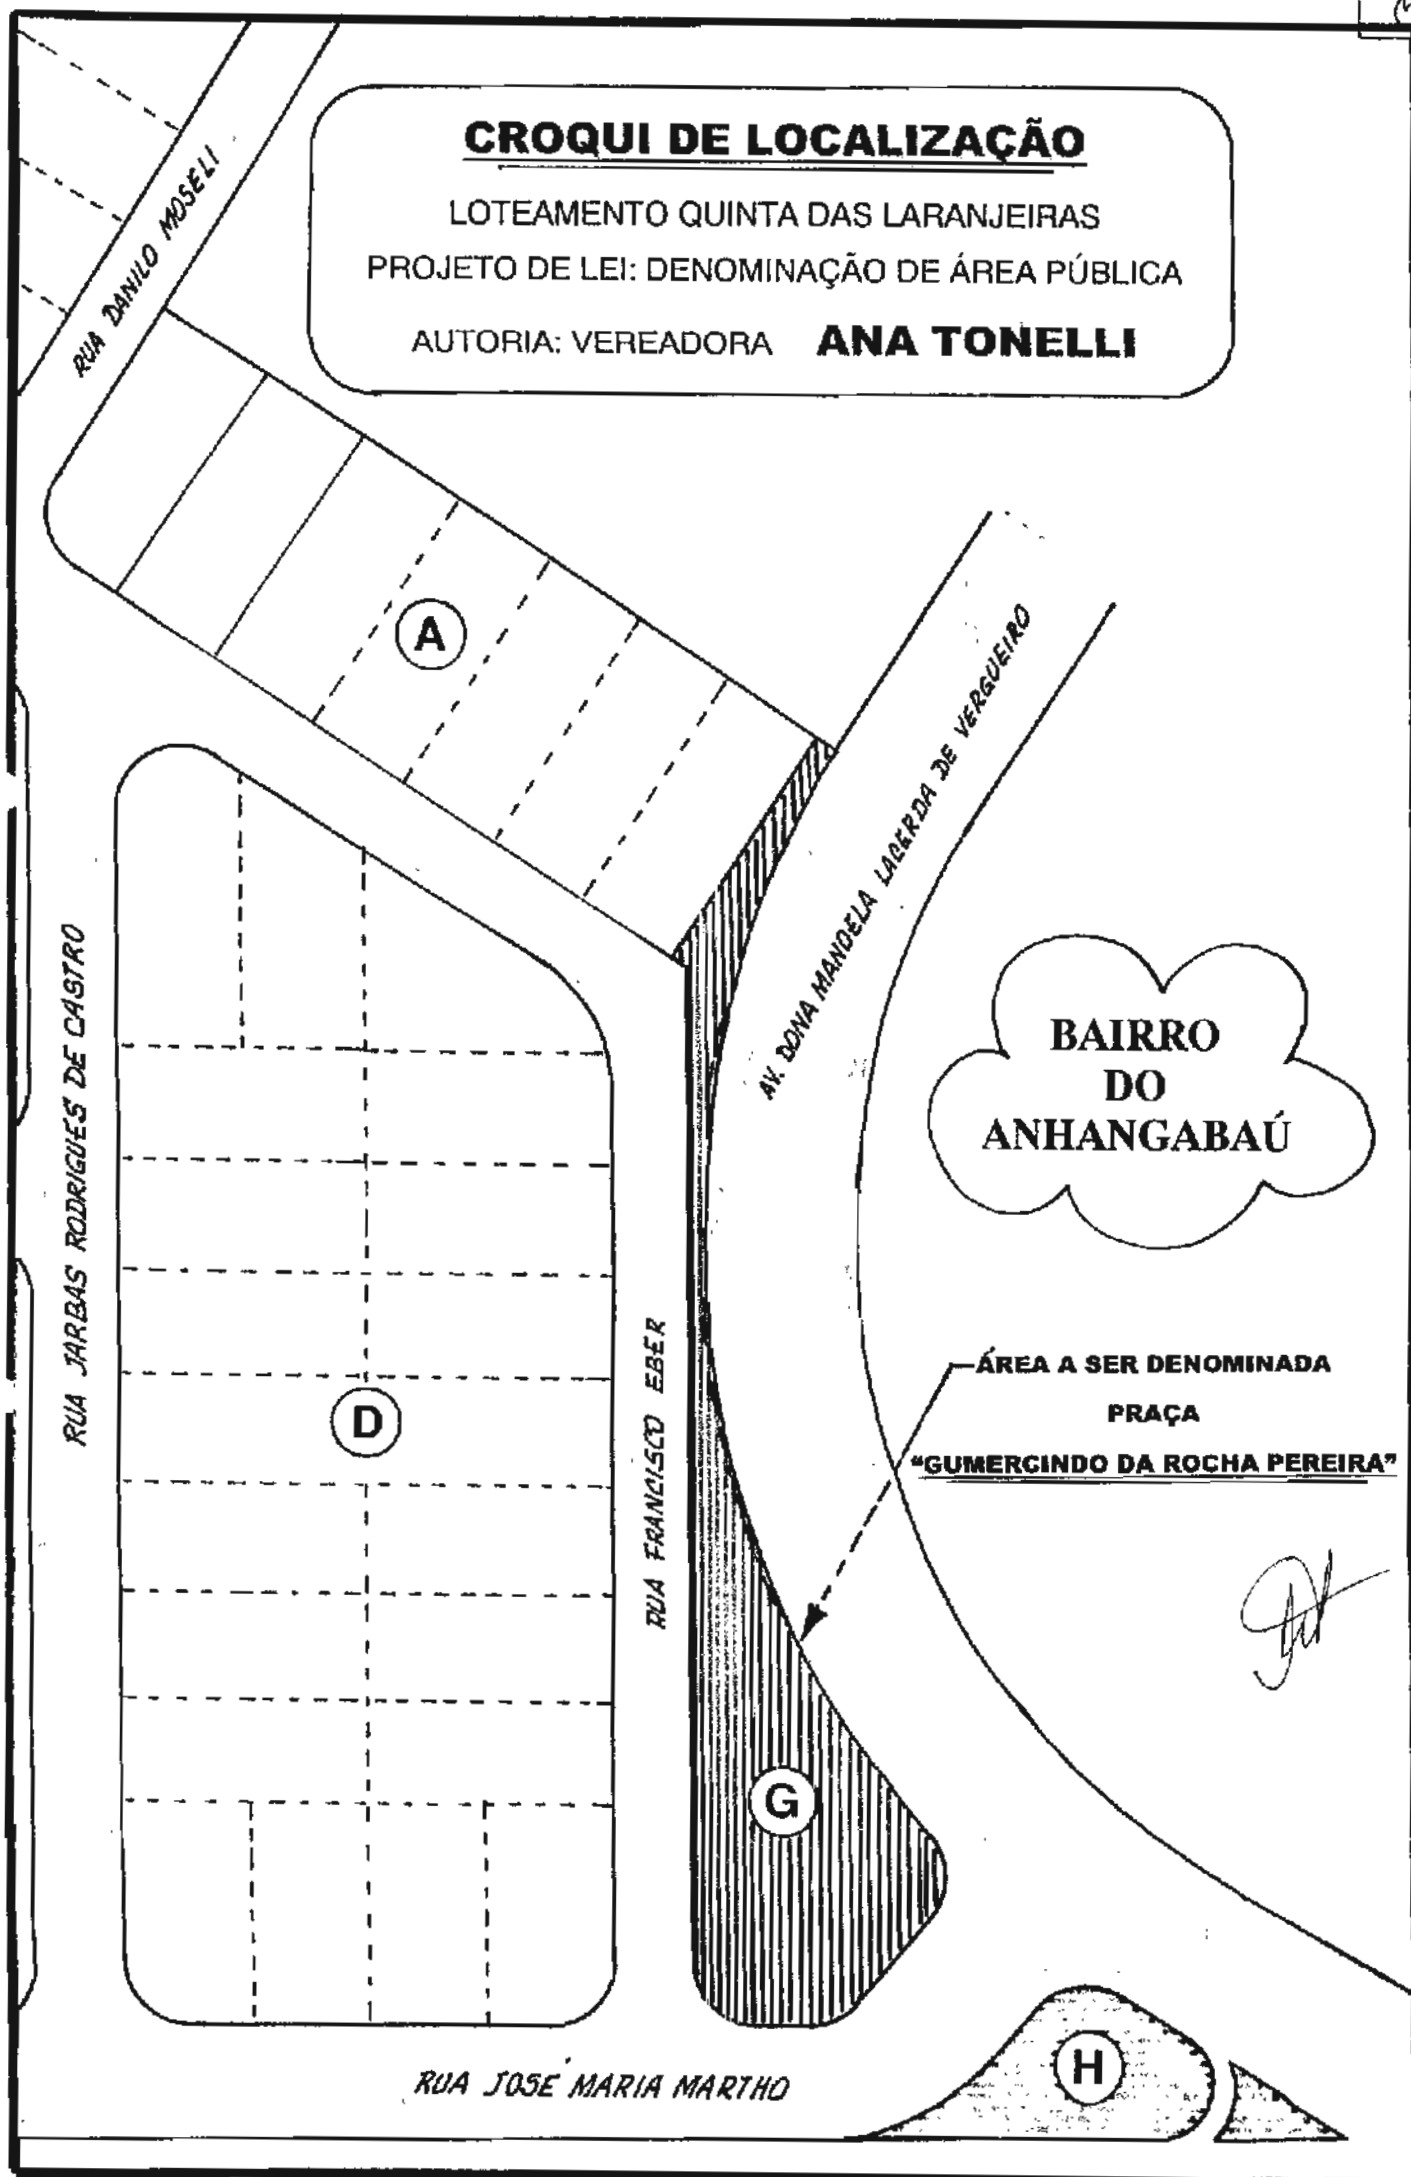 CROQUI DE LOCALIZAÇÃO
LOTEAMENTO QUINTA DAS LARANJEIRAS
PROJETO DE LEI: DENOMINAÇÃO DE ÁREA PÚBLICA
AUTORIA: VEREADORA ANA TONELLI
RUA DANILO MOSELI
A
AV. DONA MANOELA LACERDA DE VERGUEIRO
RUA JARBAS RODRIGUES DE CASTRO
BAIRRO
DO
ANHANGABAÚ
D
RUA FRANCISCO EBER
ÁREA A SER DENOMINADA
PRAÇA
“GUMERCINDO DA ROCHA PEREIRA”
G
H
RUA JOSÉ MARIA MARTHO